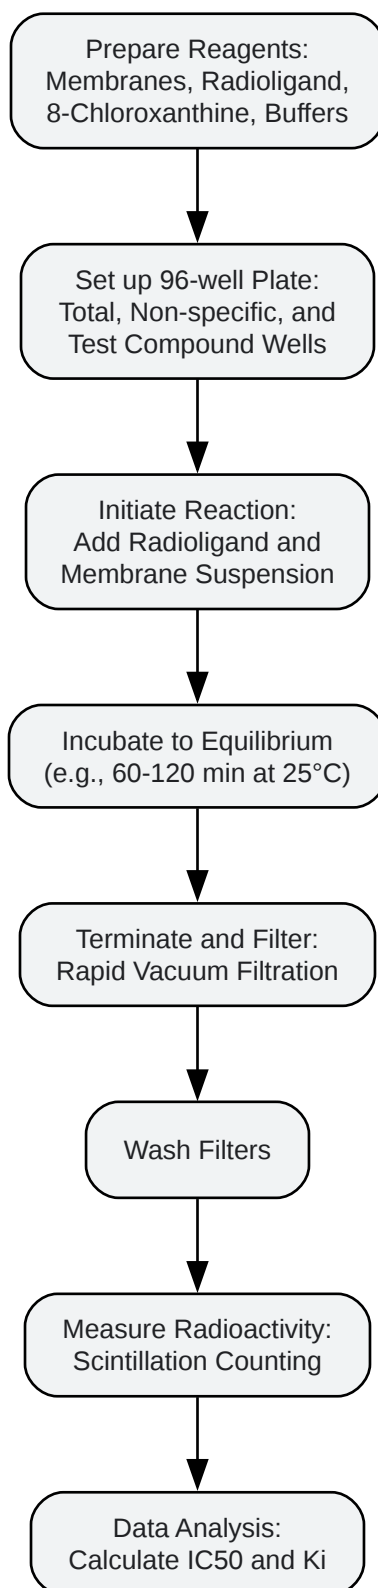 Prepare Reagents:
Membranes, Radioligand,
8-Chloroxanthine, Buffers
Set up 96-well Plate:
Total, Non-specific, and
Test Compound Wells
Initiate Reaction:
Add Radioligand and
Membrane Suspension
Incubate to Equilibrium
(e.g., 60-120 min at 25°C)
Terminate and Filter:
Rapid Vacuum Filtration
Wash Filters
Measure Radioactivity:
Scintillation Counting
Data Analysis:
Calculate IC50 and Ki